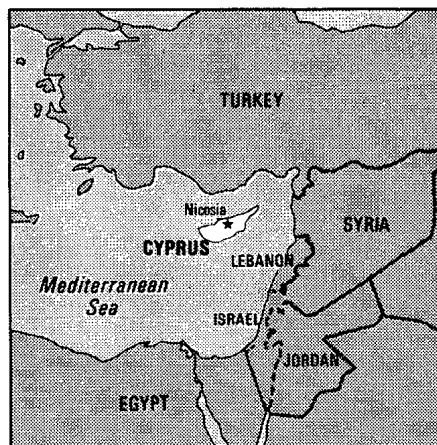 TURKEY
Nicosia
SYRIA
CYPRUS
LEBANON
Mediterranean
Sea
ISRAEL
JORDAN
EGYPT